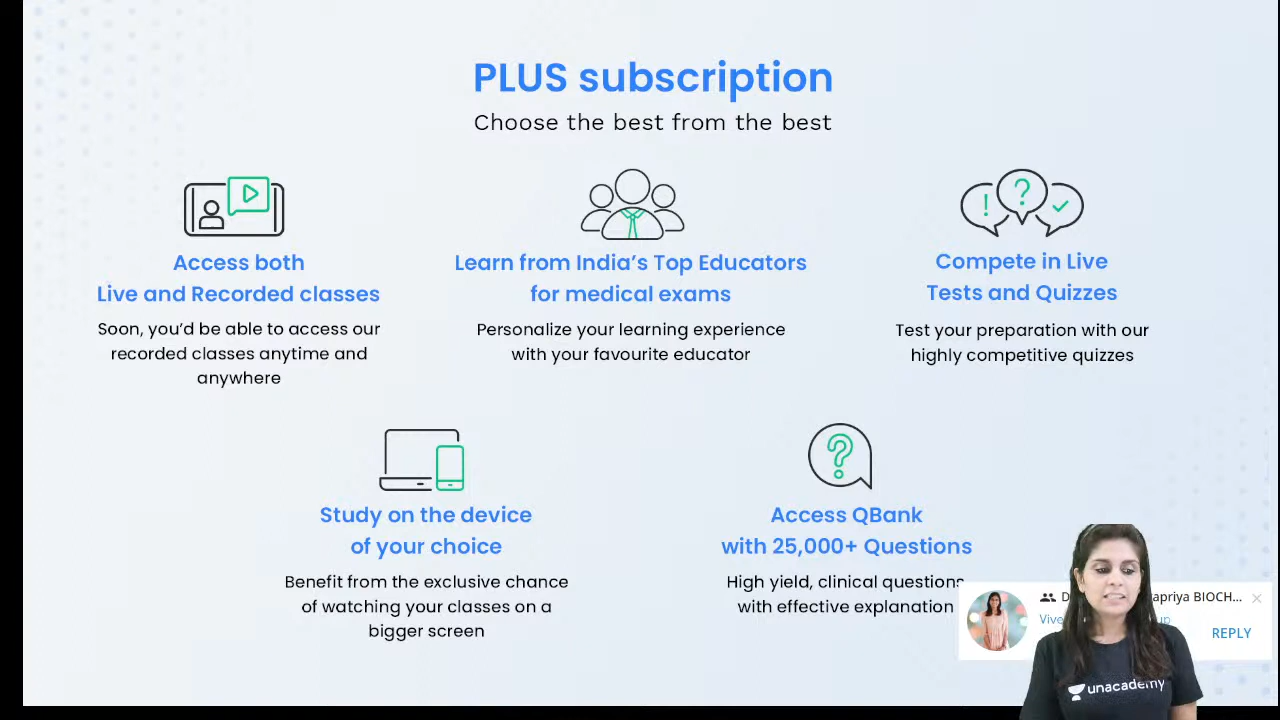 PLUS subscription
Choose the best from the best
Access both
Live and Recorded classes
Soon, you’d be able to access our
recorded classes anytime and
anywhere
Learn from India’s Top Educators
for medical exams
Personalize your learning experience
with your favourite educator
Compete in Live
Tests and Quizzes
Test your preparation with our
highly competitive quizzes
Study on the device
of your choice
Benefit from the exclusive chance
of watching your classes on a
bigger screen
Access QBank
with 25,000+ Questions
High yield, clinical questions
with effective explanation
BIOCH...
REPLY
unacademy